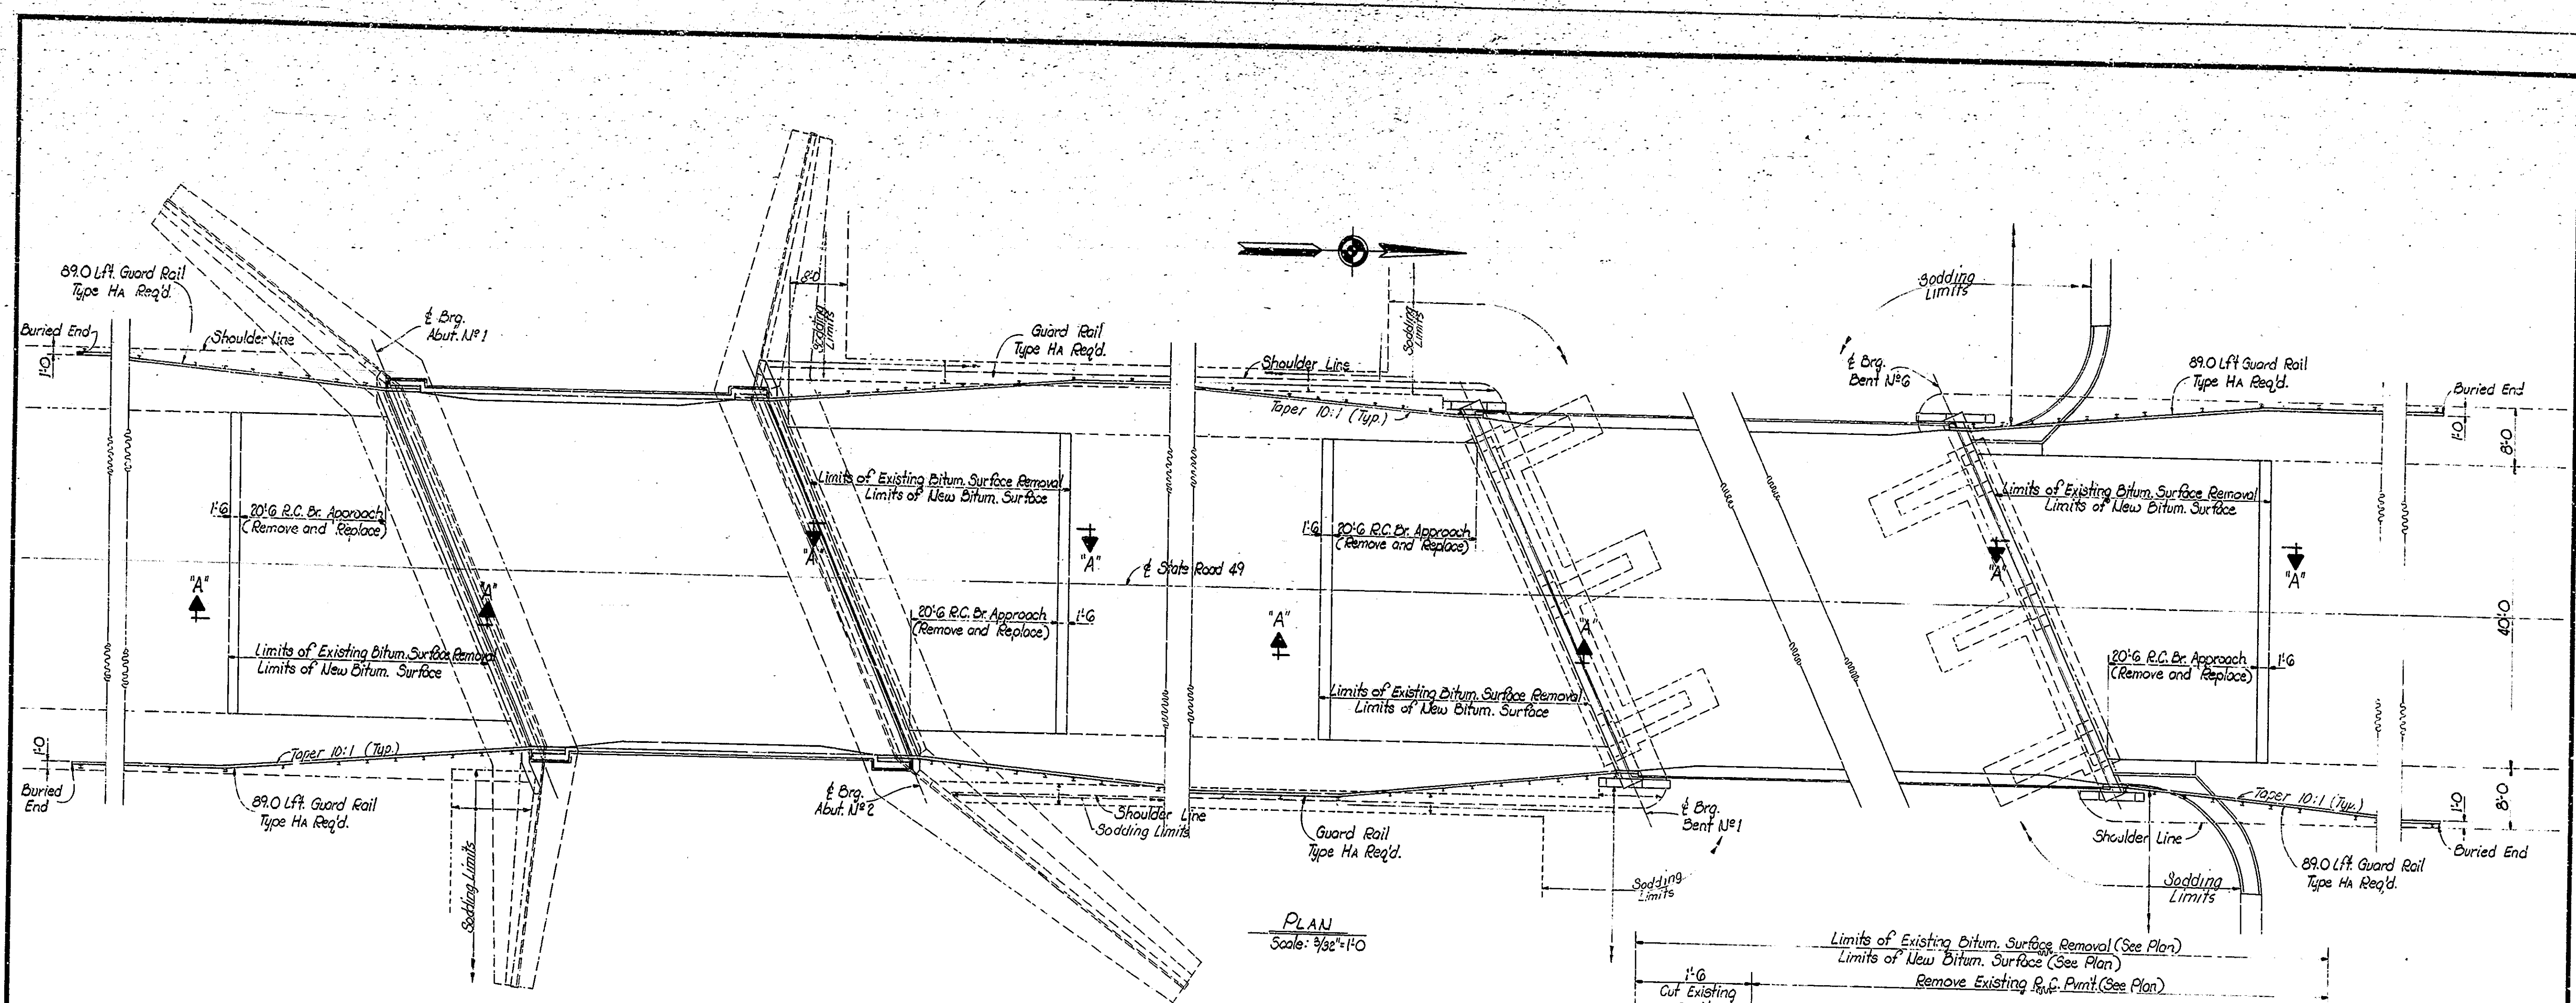 89.0 Lft. Guard Rail
Type HA Req'd.
Buried End
Shoulder Line
1'-0
₵ Brg.
Abut. Nº 1
8'-0
Sodding
Limits
Guard Rail
Type HA Req'd.
Shoulder Line
Sodding
Limits
Taper 10:1 (Typ.)
Sodding
Limits
₵ Brg.
Bent Nº 6
89.0 Lft Guard Rail
Type HA Req'd.
Buried End
1'-0
8'-0
1'-6
20'-6 R.C. Br. Approach
(Remove and Replace)
Limits of Existing Bitum. Surface Removal
Limits of New Bitum. Surface
1'-6
20'-6 R.C. Br. Approach
(Remove and Replace)
Limits of Existing Bitum. Surface Removal
Limits of New Bitum. Surface
"A"
"A"
"A"
"A"
₵ State Road 49
"A"
"A"
"A"
"A"
20'-6 R.C. Br. Approach
(Remove and Replace)
1'-6
40'-0
Limits of Existing Bitum. Surface Removal
Limits of New Bitum. Surface
20'-6 R.C. Br. Approach
(Remove and Replace)
1'-6
Limits of Existing Bitum. Surface Removal
Limits of New Bitum. Surface
1'-0
Taper 10:1 (Typ.)
Buried
End
89.0 Lft. Guard Rail
Type HA Req'd.
Sodding Limits
₵ Brg.
Abut. Nº 2
Shoulder Line
Sodding Limits
Guard Rail
Type HA Req'd.
₵ Brg.
Bent Nº 1
Sodding
Limits
Taper 10:1 (Typ.)
1'-0
8'-0
Shoulder Line
Buried End
89.0 Lft. Guard Rail
Type HA Req'd.
Sodding
Limits
PLAN
Scale: 3/32"=1'-0
Limits of Existing Bitum. Surface Removal (See Plan)
Limits of New Bitum. Surface (See Plan)
1'-6
Cut Existing
Remove Existing R.C. Pvm't. (See Plan)